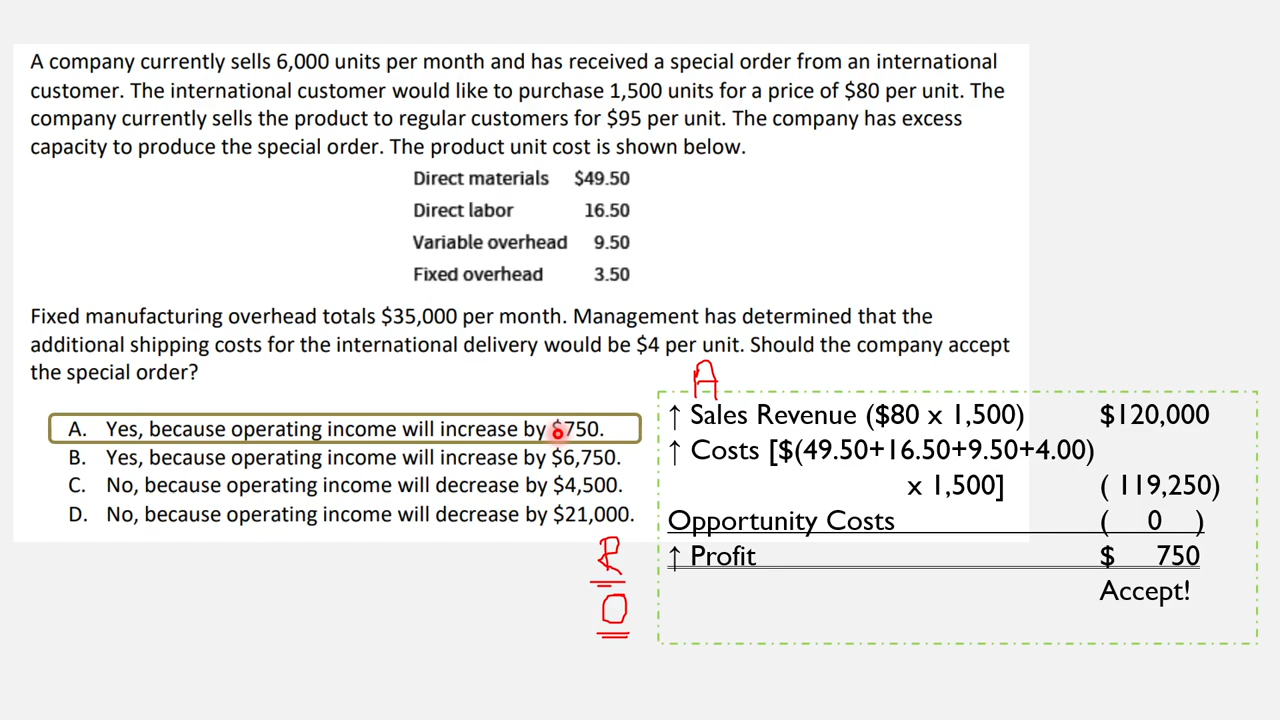 A company currently sells 6,000 units per month and has received a special order from an international
customer. The international customer would like to purchase 1,500 units for a price of $80 per unit. The
company currently sells the product to regular customers for $95 per unit. The company has excess
capacity to produce the special order. The product unit cost is shown below.
Direct materials $49.50
Direct labor 16.50
Variable overhead 9.50
Fixed overhead 3.50
Fixed manufacturing overhead totals $35,000 per month. Management has determined that the
additional shipping costs for the international delivery would be $4 per unit. Should the company accept
the special order?
A. Yes, because operating income will increase by $750.
B. Yes, because operating income will increase by $6,750.
C. No, because operating income will decrease by $4,500.
D. No, because operating income will decrease by $21,000.
R
0
A
↑ Sales Revenue ($80 x 1,500) $120,000
↑ Costs [$(49.50+16.50+9.50+4.00)
x 1,500] ( 119,250)
Opportunity Costs ( 0 )
↑ Profit $ 750
Accept!